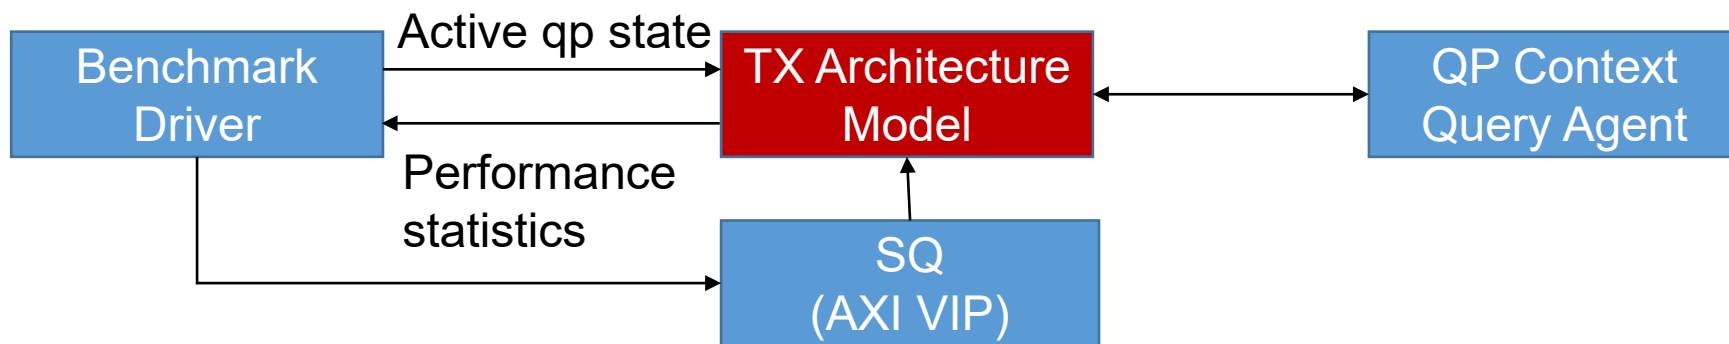 Benchmark
Driver
Active qp state
Performance
statistics
TX Architecture
Model
SQ
(AXI VIP)
QP Context
Query Agent